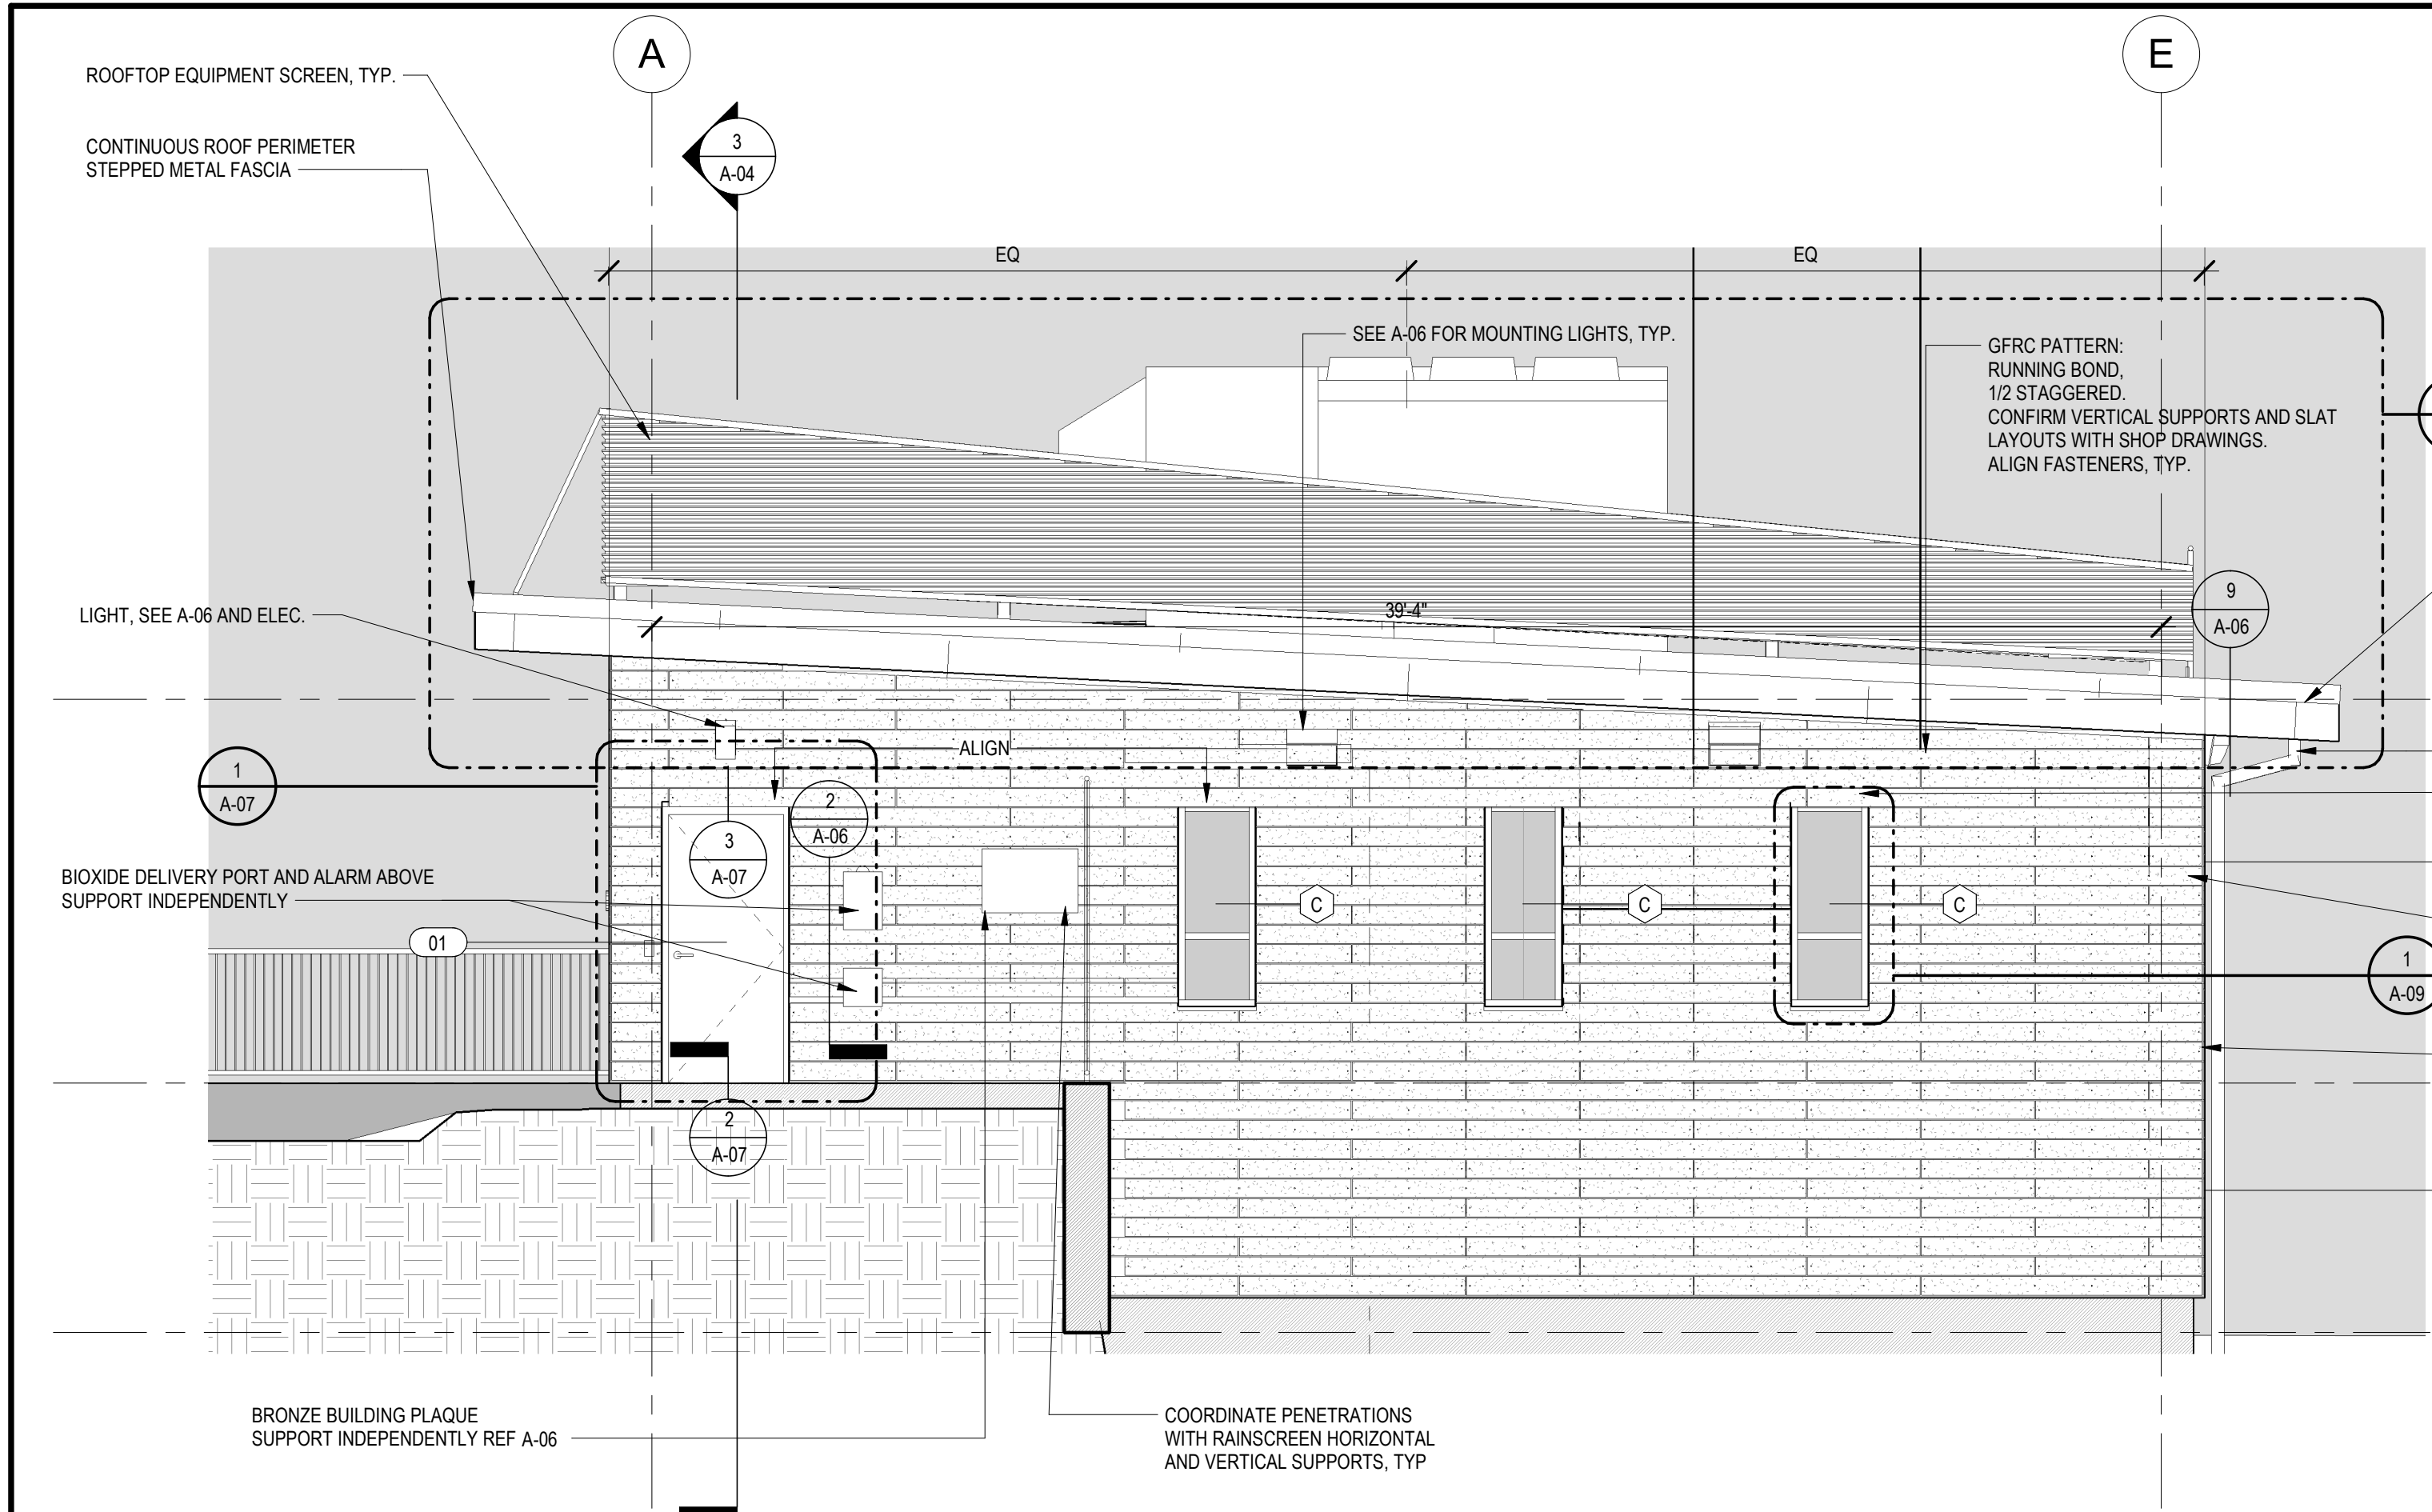 A
E
ROOFTOP EQUIPMENT SCREEN, TYP.
3
A-04
CONTINUOUS ROOF PERIMETER
STEPPED METAL FASCIA
EQ
EQ
SEE A-06 FOR MOUNTING LIGHTS, TYP.
GFRC PATTERN:
RUNNING BOND,
1/2 STAGGERED.
CONFIRM VERTICAL SUPPORTS AND SLAT
LAYOUTS WITH SHOP DRAWINGS.
ALIGN FASTENERS, TYP.
LIGHT, SEE A-06 AND ELEC.
39'-4"
9
A-06
ALIGN
1
A-07
2
A-06
3
A-07
BIOXIDE DELIVERY PORT AND ALARM ABOVE
SUPPORT INDEPENDENTLY
C
C
C
01
1
A-09
2
A-07
BRONZE BUILDING PLAQUE
SUPPORT INDEPENDENTLY REF A-06
COORDINATE PENETRATIONS
WITH RAINSCREEN HORIZONTAL
AND VERTICAL SUPPORTS, TYP